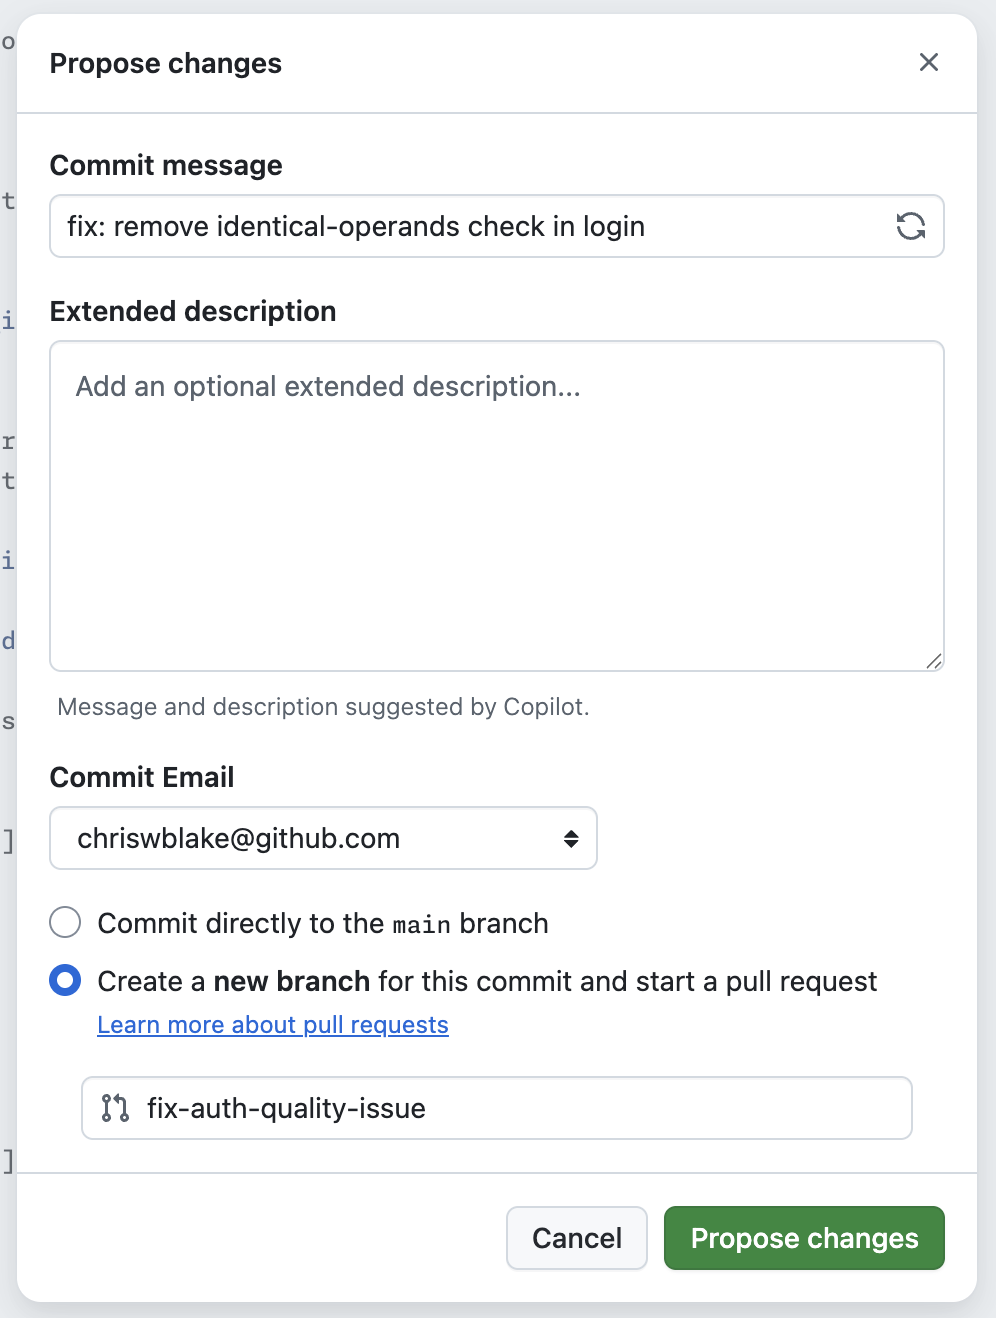 Propose changes
Commit message
fix: remove identical-operands check in login
Extended description
Add an optional extended description...
Message and description suggested by Copilot.
Commit Email
chriswblake@github.com
Commit directly to the main branch
Create a new branch for this commit and start a pull request
Learn more about pull requests
fix-auth-quality-issue
Cancel
Propose changes